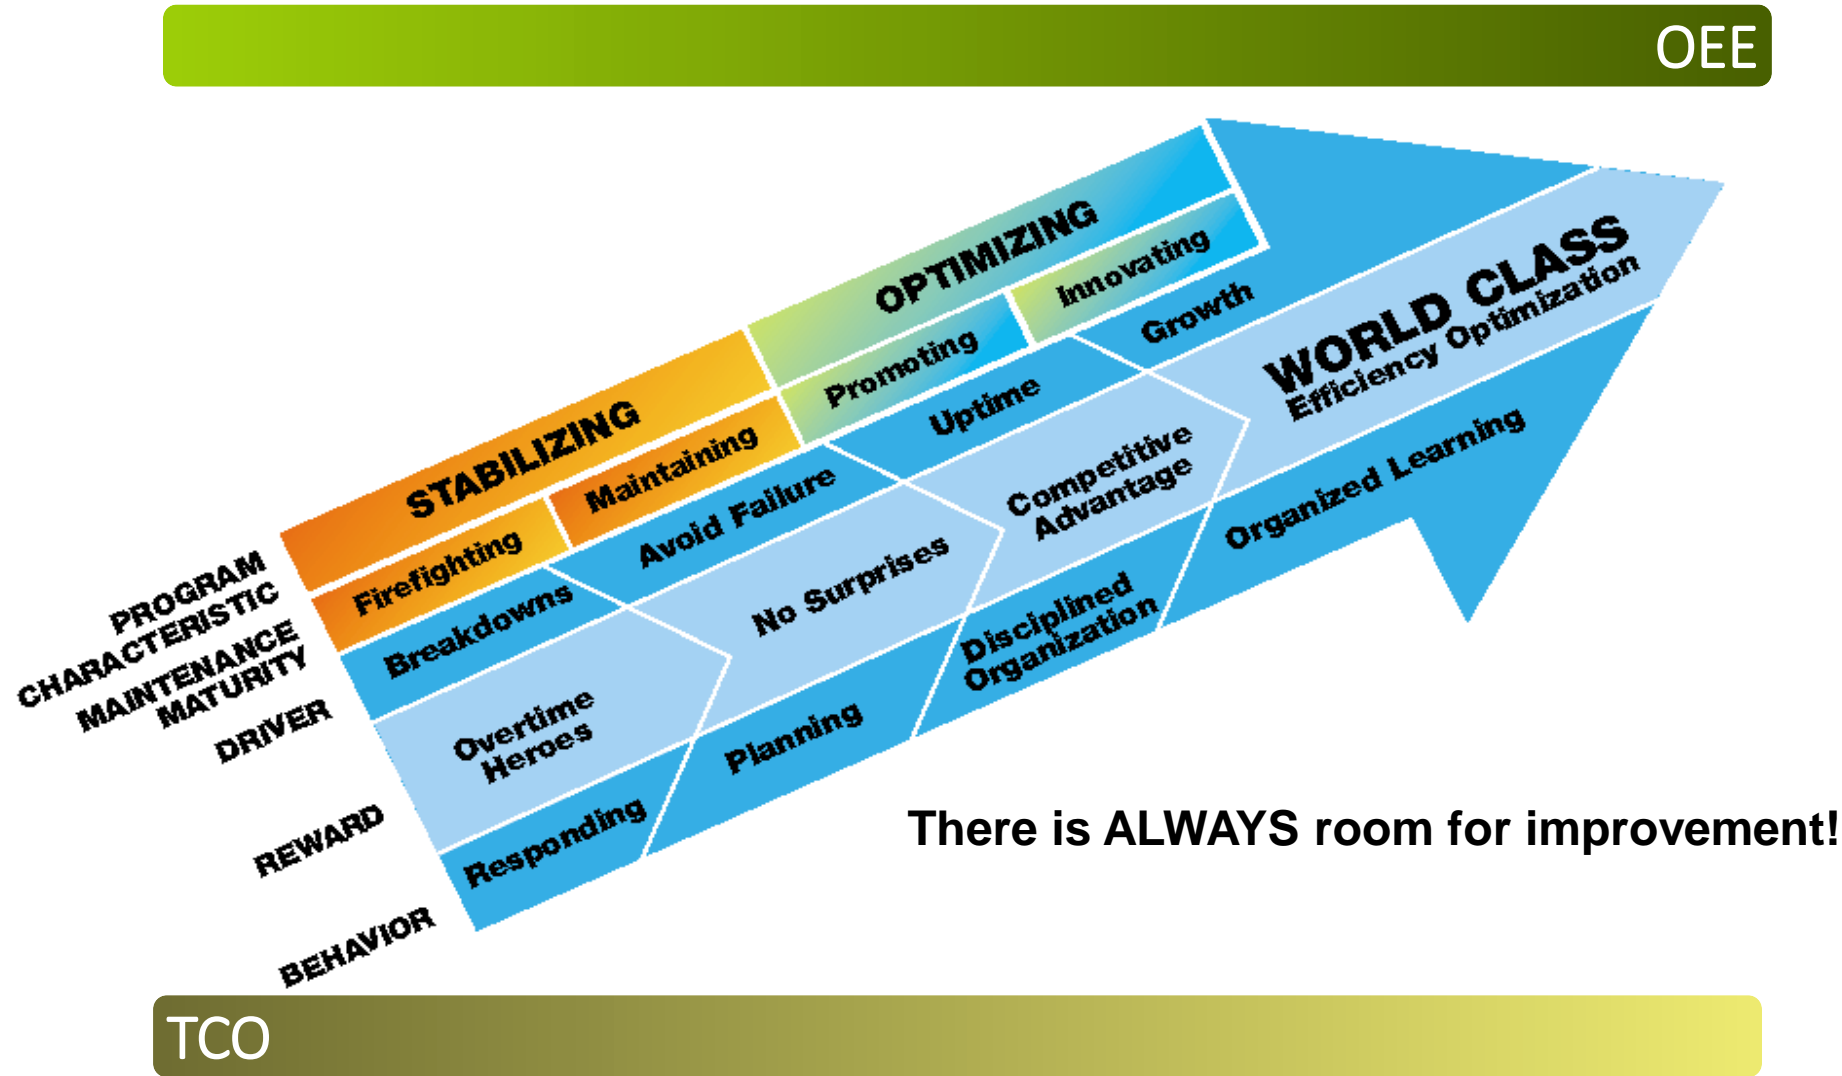 OEE
PROGRAM
CHARACTERISTIC
STABILIZING
OPTIMIZING
MAINTENANCE
MATURITY
Firefighting
Maintaining
Promoting
Innovating
DRIVER
Breakdowns
Avoid Failure
Uptime
Growth
REWARD
Overtime
Heroes
No Surprises
Competitive
Advantage
WORLD CLASS
Efficiency Optimization
BEHAVIOR
Responding
Planning
Disciplined
Organization
Organized Learning
There is ALWAYS room for improvement!
TCO